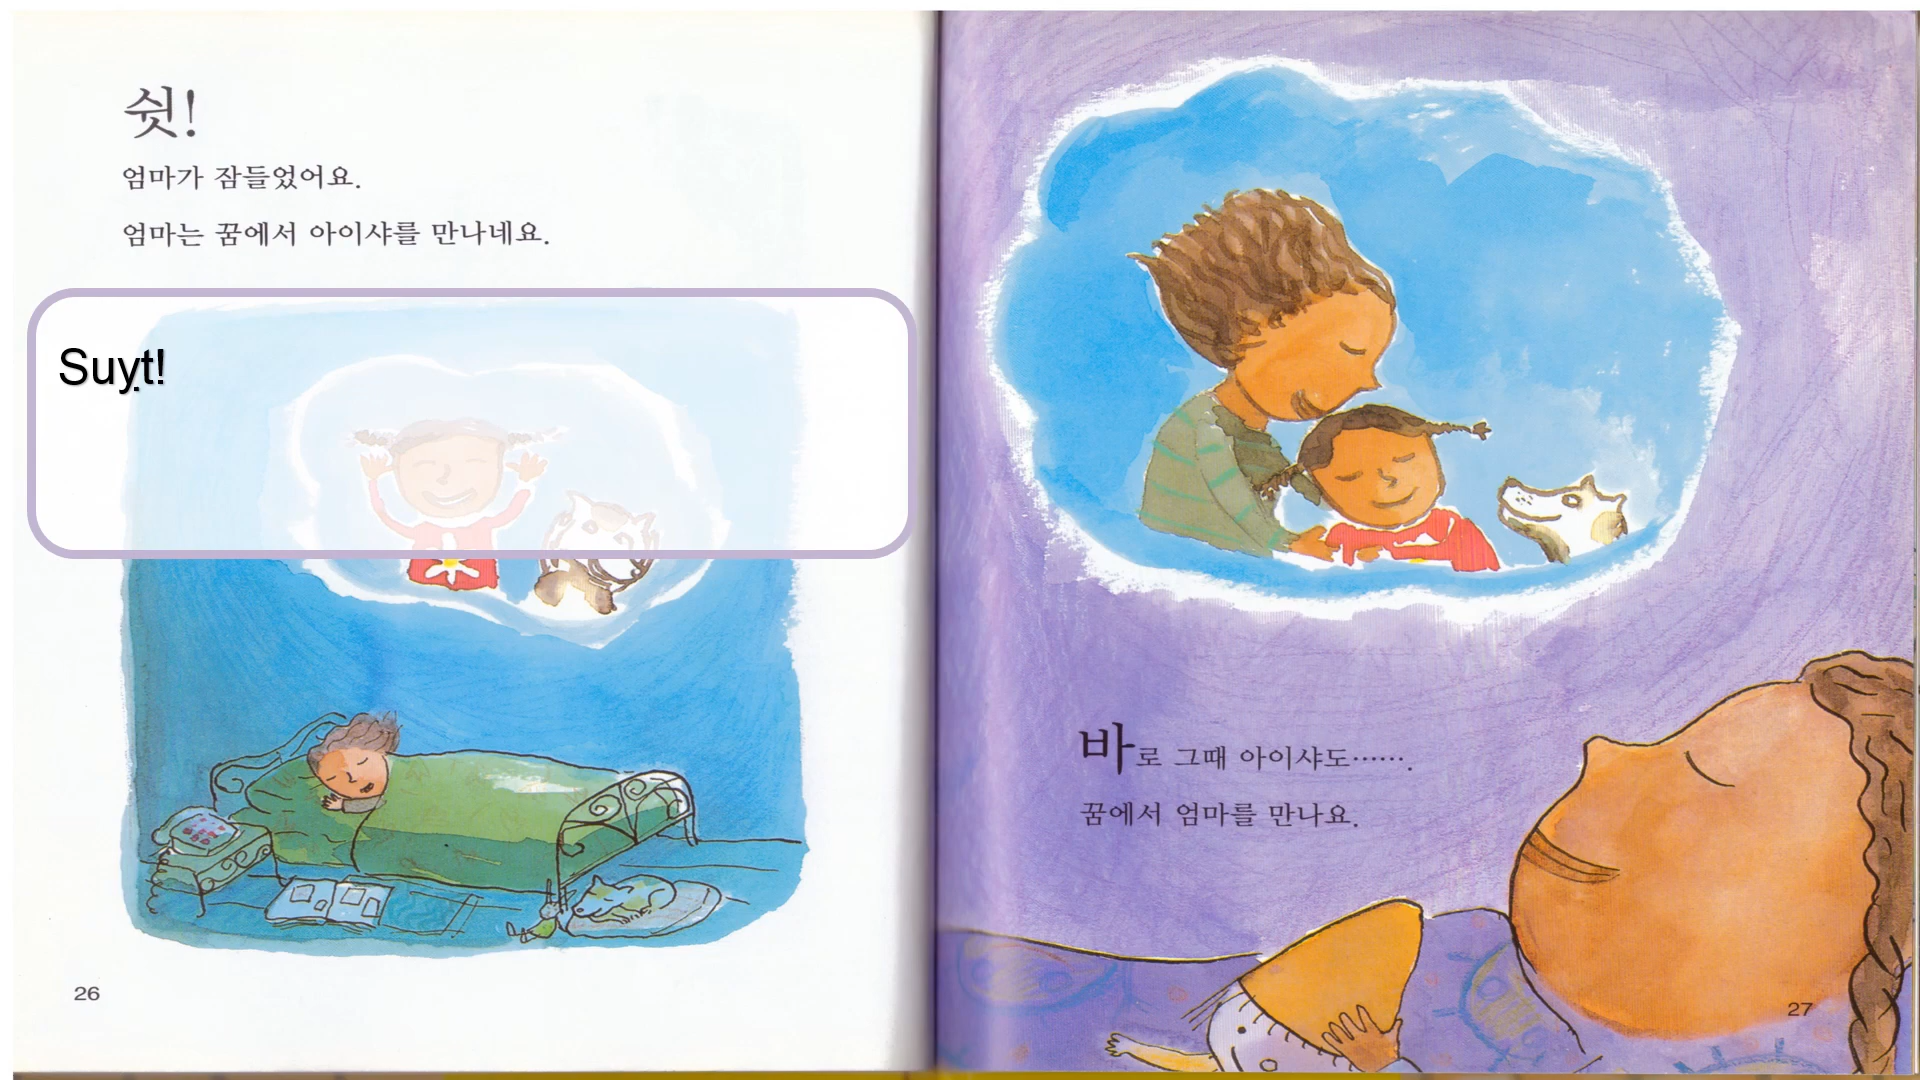 쉿!
엄마가 잠들었어요.
엄마는 꿈에서 아이샤를 만나네요.
Suỵt!
바로 그때 아이샤도…….
꿈에서 엄마를 만나요.
26
27